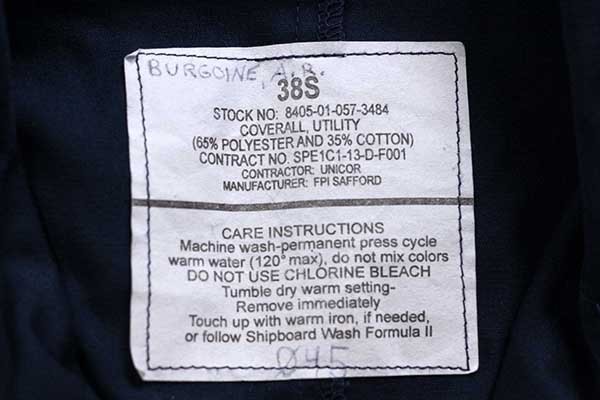 BURGOINE, A.R.
38S
STOCK NO: 8405-01-057-3484
COVERALL, UTILITY
(65% POLYESTER AND 35% COTTON)
CONTRACT NO. SPE1C1-13-D-F001
CONTRACTOR: UNICOR
MANUFACTURER: FPI SAFFORD
CARE INSTRUCTIONS
Machine wash-permanent press cycle
warm water (120° max), do not mix colors
DO NOT USE CHLORINE BLEACH
Tumble dry warm setting-
Remove immediately
Touch up with warm iron, if needed,
or follow Shipboard Wash Formula II
Ø45